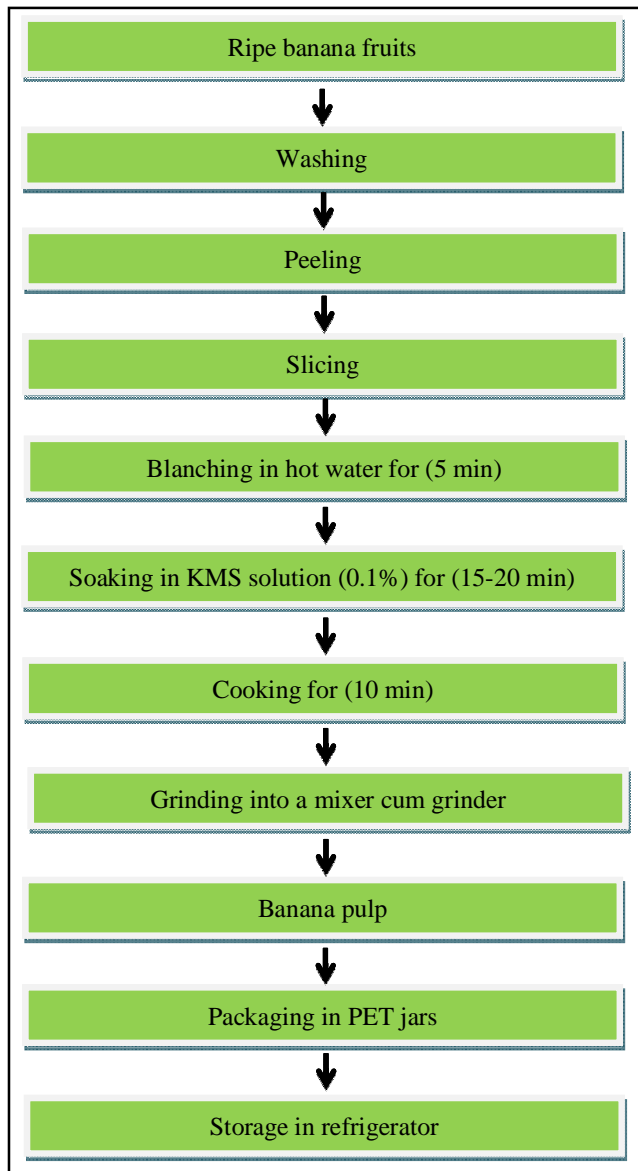 Ripe banana fruits
Washing
Peeling
Slicing
Blanching in hot water for (5 min)
Soaking in KMS solution (0.1%) for (15-20 min)
Cooking for (10 min)
Grinding into a mixer cum grinder
Banana pulp
Packaging in PET jars
Storage in refrigerator